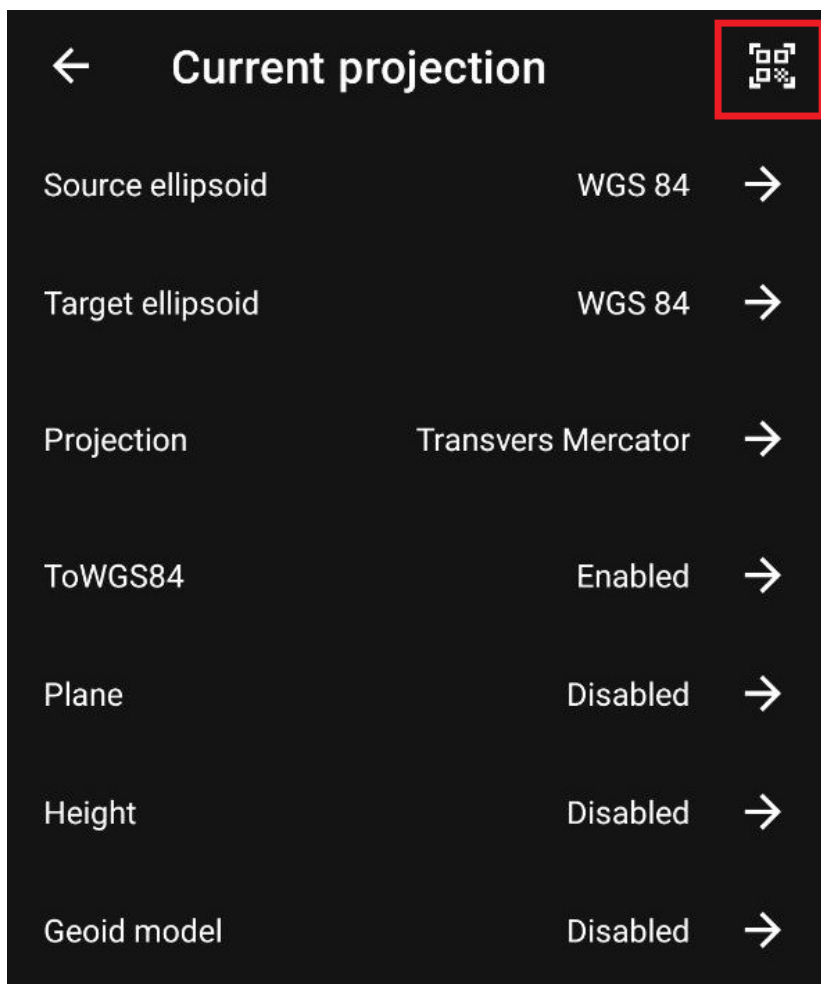 Current projection
Source ellipsoid WGS 84
Target ellipsoid WGS 84
Projection Transvers Mercator
ToWGS84 Enabled
Plane Disabled
Height Disabled
Geoid model Disabled